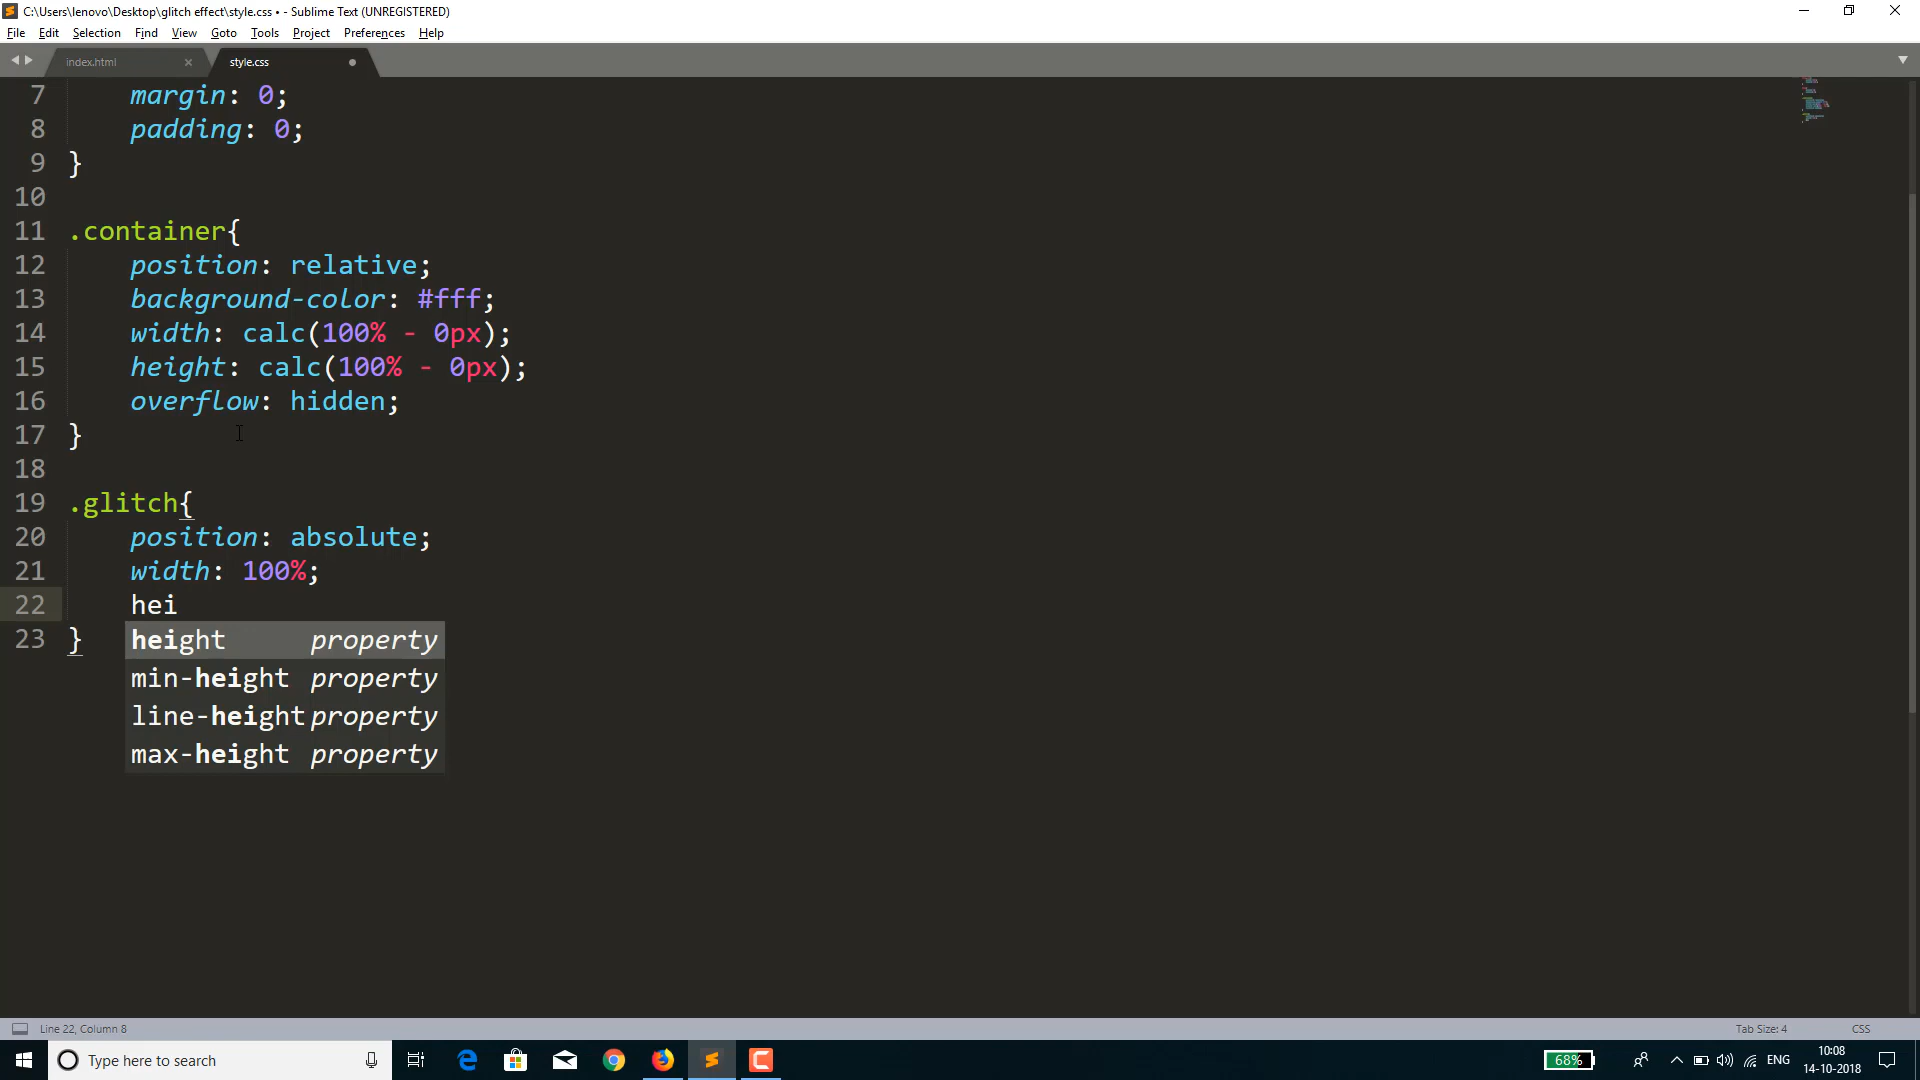 C:\Users\lenovo\Desktop\glitch effect\style.css • - Sublime Text (UNREGISTERED)
File Edit Selection Find View Goto Tools Project Preferences Help
index.html style.css
7 margin: 0;
8 padding: 0;
9 }
10
11 .container{
12 position: relative;
13 background-color: #fff;
14 width: calc(100% - 0px);
15 height: calc(100% - 0px);
16 overflow: hidden;
17 }
18
19 .glitch{
20 position: absolute;
21 width: 100%;
22 hei
height property
23 }
min-height property
line-height property
max-height property
Line 22, Column 8 Tab Size: 4 CSS
Type here to search 68% ENG 10:08
14-10-2018